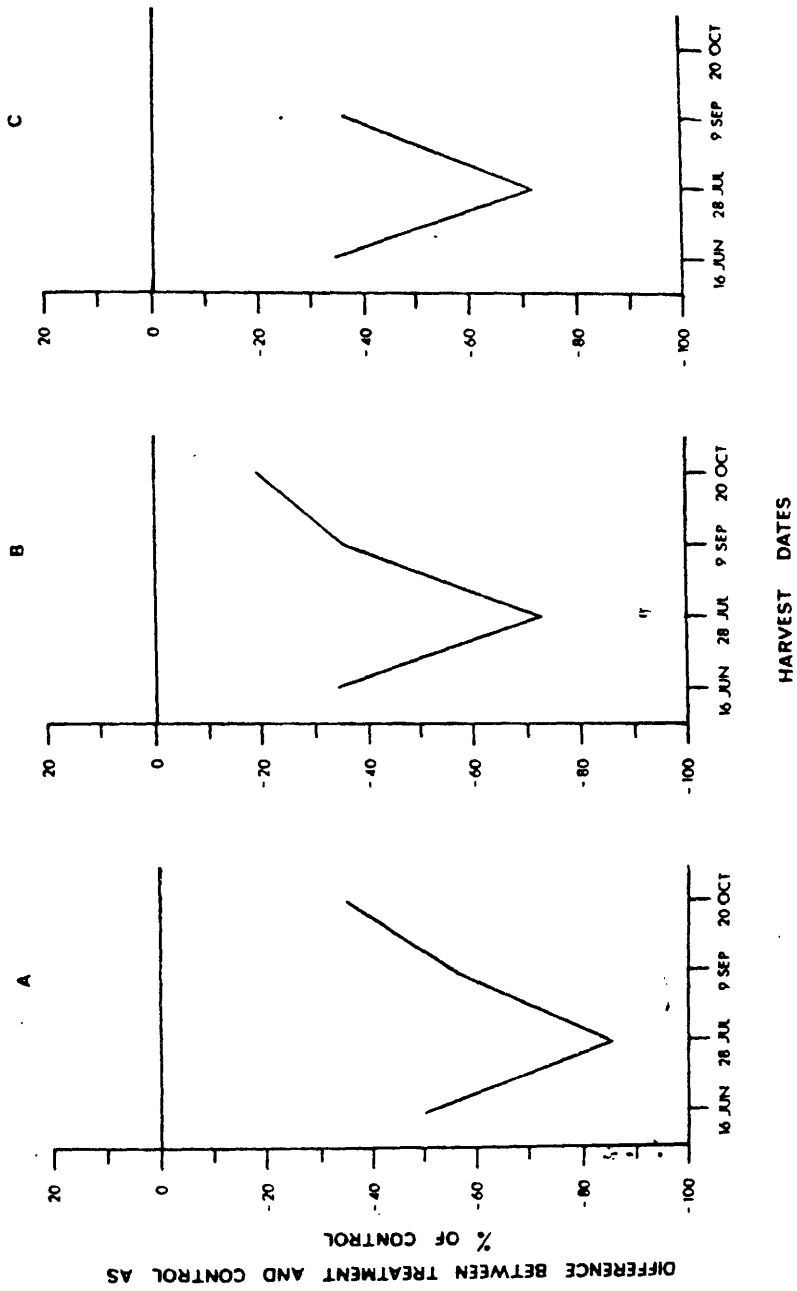 A
B
C
DIFFERENCE BETWEEN TREATMENT AND CONTROL AS
% OF CONTROL
20
0
-20
-40
-60
-80
-100
16 JUN
28 JUL
9 SEP
20 OCT
20
0
-20
-40
-60
-80
-100
16 JUN
28 JUL
9 SEP
20 OCT
20
0
-20
-40
-60
-80
-100
16 JUN
28 JUL
9 SEP
20 OCT
HARVEST DATES